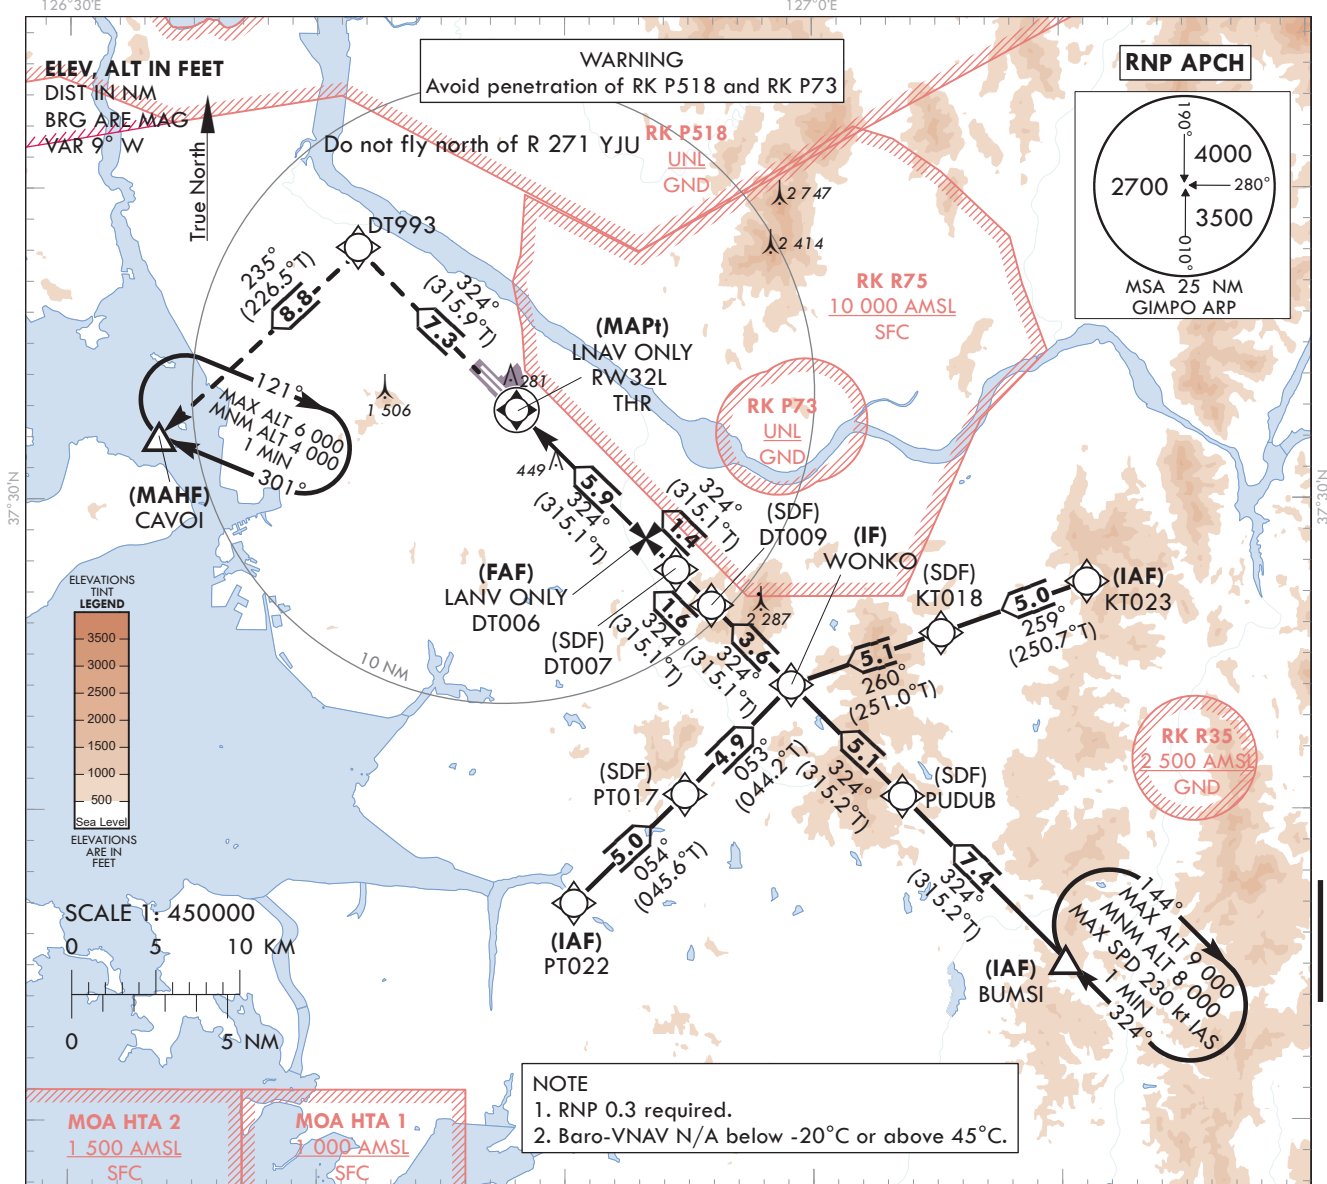 126°30'E
127°0'E
ELEV, ALT IN FEET
DIST IN NM
BRG ARE MAG
VAR 9° W
True North
WARNING
Avoid penetration of RK P518 and RK P73
Do not fly north of R 271 YJU
RK P518
UNL
GND
RNP APCH
190°
4000
2700
280°
3500
010°
MSA 25 NM
GIMPO ARP
2 747
2 414
DT993
235°
(226.5°T)
8.8
324°
(315.9°T)
7.3
RK R75
10 000 AMSL
SFC
(MAPt)
LNAV ONLY
RW32L
THR
281
1 506
121°
MAX ALT 6 000
MNM ALT 4 000
1 MIN
301°
RK P73
UNL
GND
(MAHF)
CAVOI
449
5.9
324°
(315.1°T)
324°
(315.1°T)
1.4
(SDF)
DT009
(IF)
WONKO
37°30'N
37°30'N
(FAF)
LANV ONLY
DT006
(SDF)
DT007
1.6
324°
(315.1°T)
3.6
324°
(315.1°T)
2 287
(SDF)
KT018
5.0
259°
(250.7°T)
(IAF)
KT023
5.1
260°
(251.0°T)
10 NM
ELEVATIONS
TINT
LEGEND
3500
3000
2500
2000
1500
1000
500
Sea Level
ELEVATIONS
ARE IN
FEET
RK R35
2 500 AMSL
GND
(SDF)
PT017
4.9
053°
(044.2°T)
5.1
324°
(315.2°T)
(SDF)
PUDUB
5.0
054°
(045.6°T)
(IAF)
PT022
7.4
324°
(315.2°T)
(IAF)
BUMSI
144°
MAX ALT 9 000
MNM ALT 8 000
MAX SPD 230 kt IAS
1 MIN
324°
SCALE 1: 450000
0 5 10 KM
0 5 NM
NOTE
1. RNP 0.3 required.
2. Baro-VNAV N/A below -20°C or above 45°C.
MOA HTA 2
1 500 AMSL
SFC
MOA HTA 1
1 000 AMSL
SFC